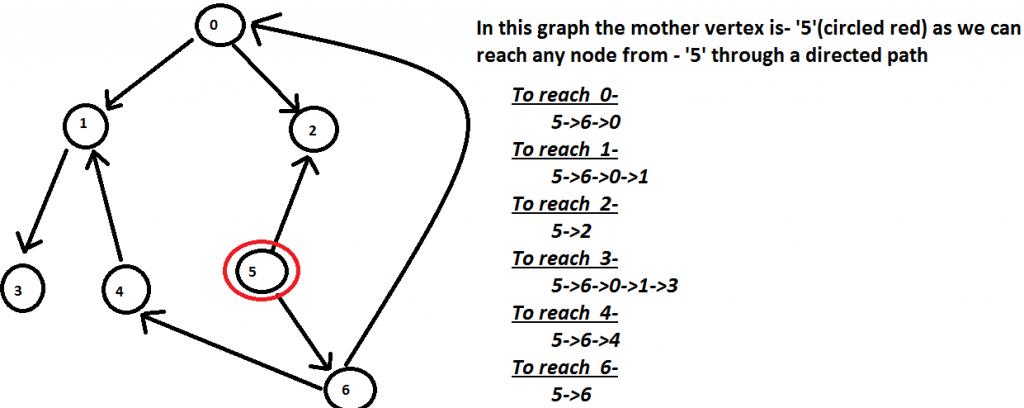 0
1
2
3
4
5
6
In this graph the mother vertex is- '5'(circled red) as we can
reach any node from - '5' through a directed path
To reach 0-
5->6->0
To reach 1-
5->6->0->1
To reach 2-
5->2
To reach 3-
5->6->0->1->3
To reach 4-
5->6->4
To reach 6-
5->6